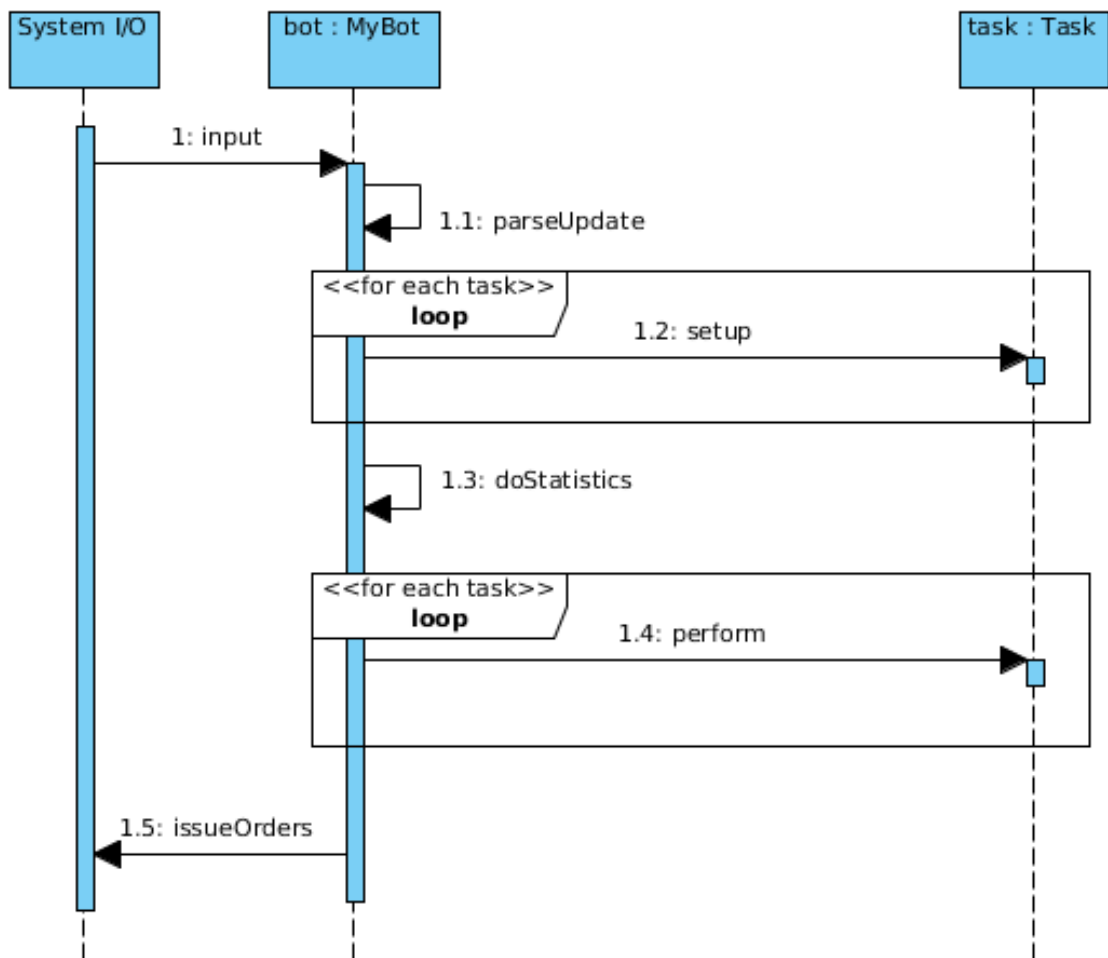 System I/O
bot : MyBot
task : Task
1: input
1.1: parseUpdate
<<for each task>>
loop
1.2: setup
1.3: doStatistics
<<for each task>>
loop
1.4: perform
1.5: issueOrders